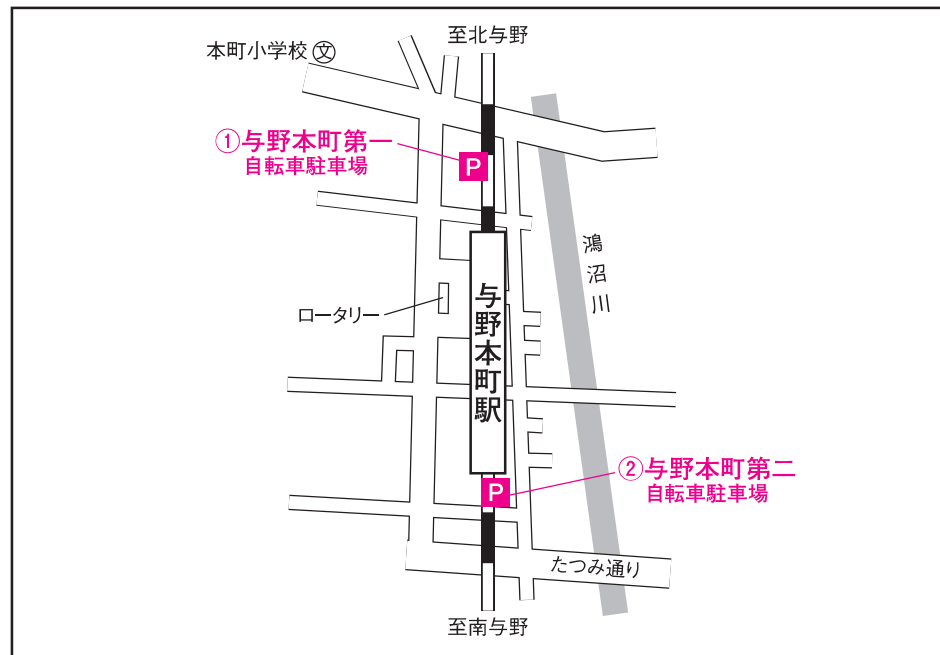 至北与野
本町小学校 文
①与野本町第一
自転車駐車場
P
鴻沼川
ロータリー
与野本町駅
②与野本町第二
自転車駐車場
P
たつみ通り
至南与野